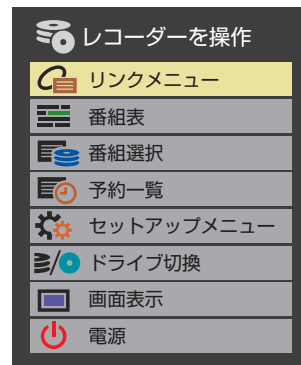 レコーダーを操作
リンクメニュー
番組表
番組選択
予約一覧
セットアップメニュー
ドライブ切換
画面表示
電源